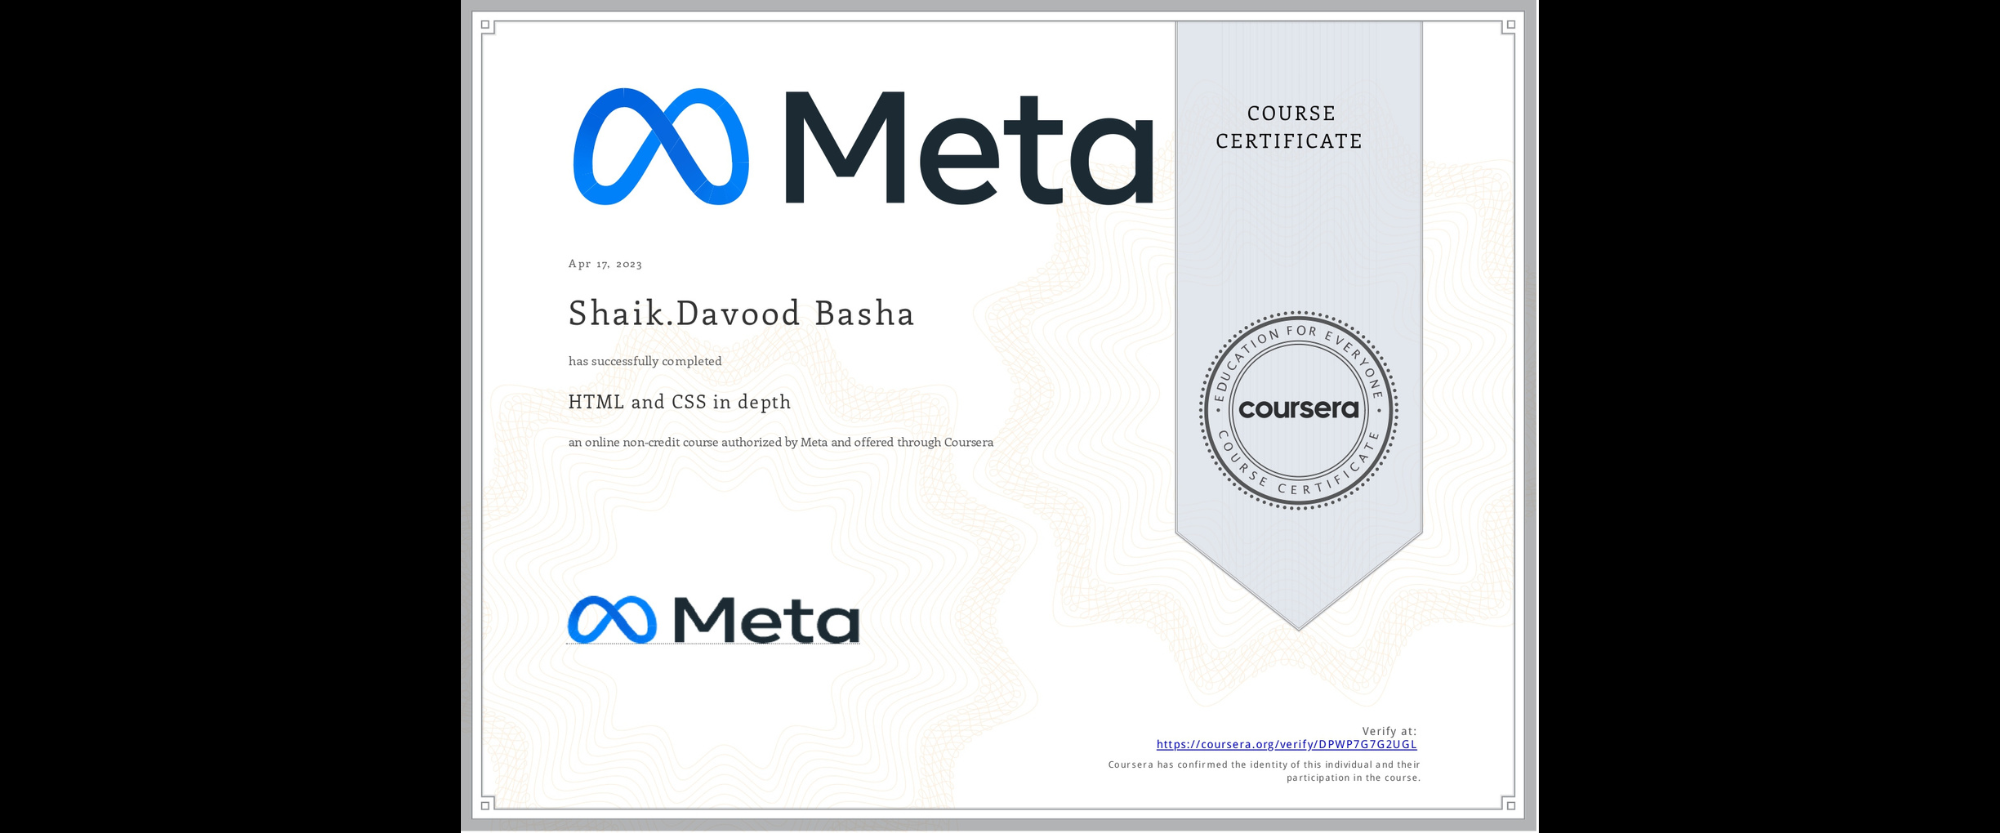 Meta
COURSE
CERTIFICATE
Apr 17, 2023
Shaik.Davood Basha
has successfully completed
HTML and CSS in depth
an online non-credit course authorized by Meta and offered through Coursera
EDUCATION FOR EVERYONE
coursera
COURSE CERTIFICATE
Meta
Verify at:
https://coursera.org/verify/DPWP7G7G2UGL
Coursera has confirmed the identity of this individual and their
participation in the course.